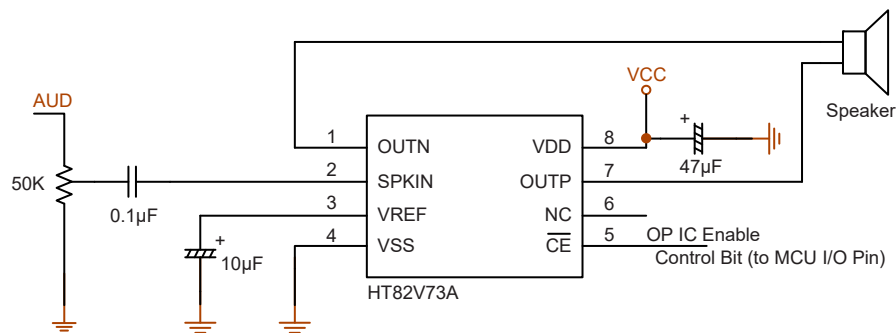 VCC
Speaker
AUD
+
47µF
50K
0.1µF
+
10µF
1
2
3
4
OUTN
SPKIN
VREF
VSS
VDD
OUTP
NC
CE
8
7
6
5
OP IC Enable
Control Bit (to MCU I/O Pin)
HT82V73A